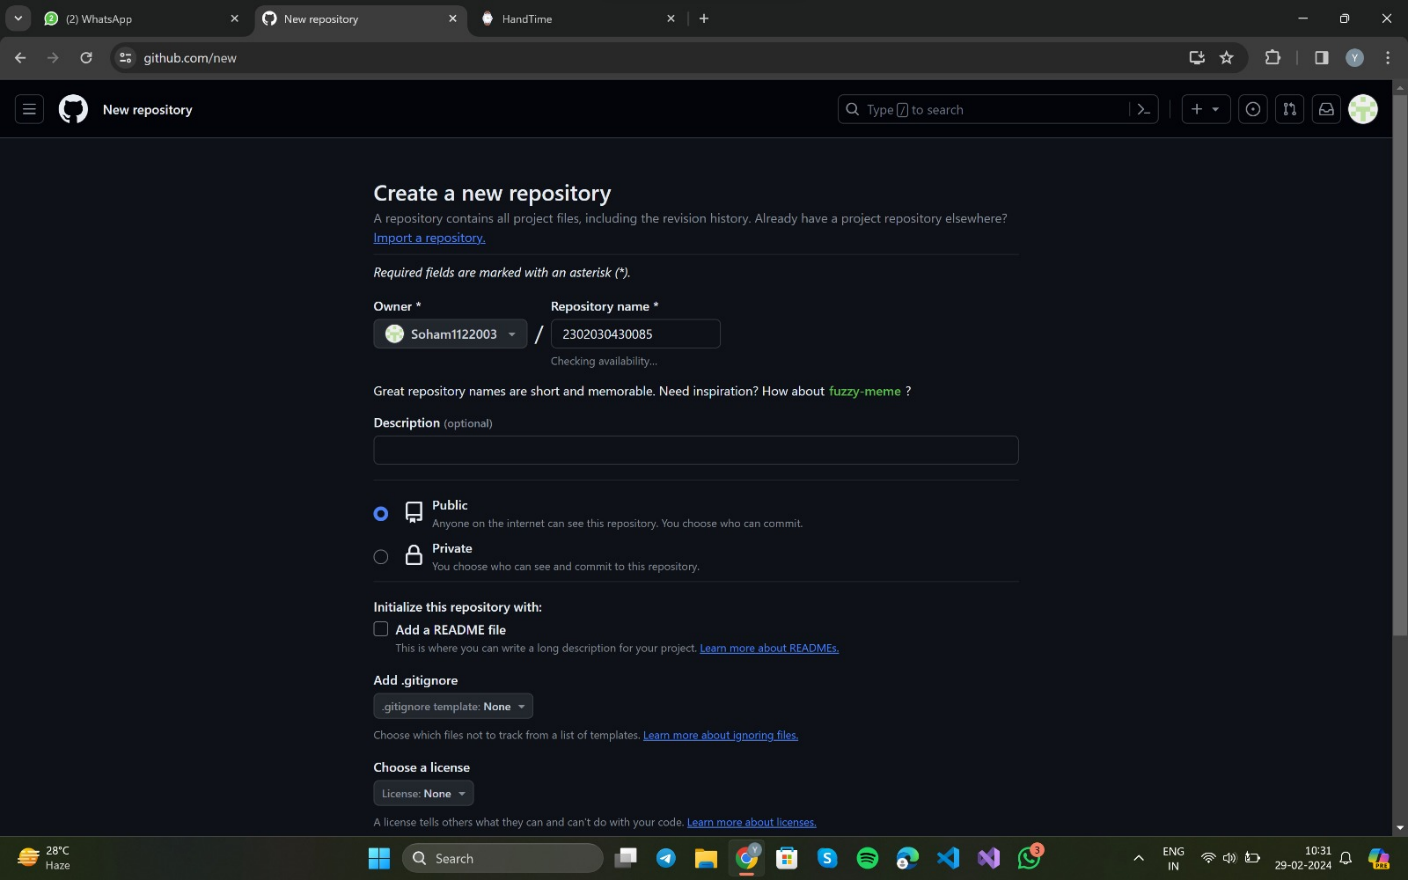 (2) WhatsApp
New repository
HandTime
github.com/new
New repository
Type / to search
Create a new repository
A repository contains all project files, including the revision history. Already have a project repository elsewhere?
Import a repository.
Required fields are marked with an asterisk (*).
Owner *
Repository name *
Soham1122003 / 2302030430085
Checking availability...
Great repository names are short and memorable. Need inspiration? How about fuzzy-meme ?
Description (optional)
Public
Anyone on the internet can see this repository. You choose who can commit.
Private
You choose who can see and commit to this repository.
Initialize this repository with:
Add a README file
This is where you can write a long description for your project. Learn more about READMEs.
Add .gitignore
.gitignore template: None
Choose which files not to track from a list of templates. Learn more about ignoring files.
Choose a license
License: None
A license tells others what they can and can't do with your code. Learn more about licenses.
28°C
Haze
Search
3
ENG
IN
10:31
29-02-2024
PRE